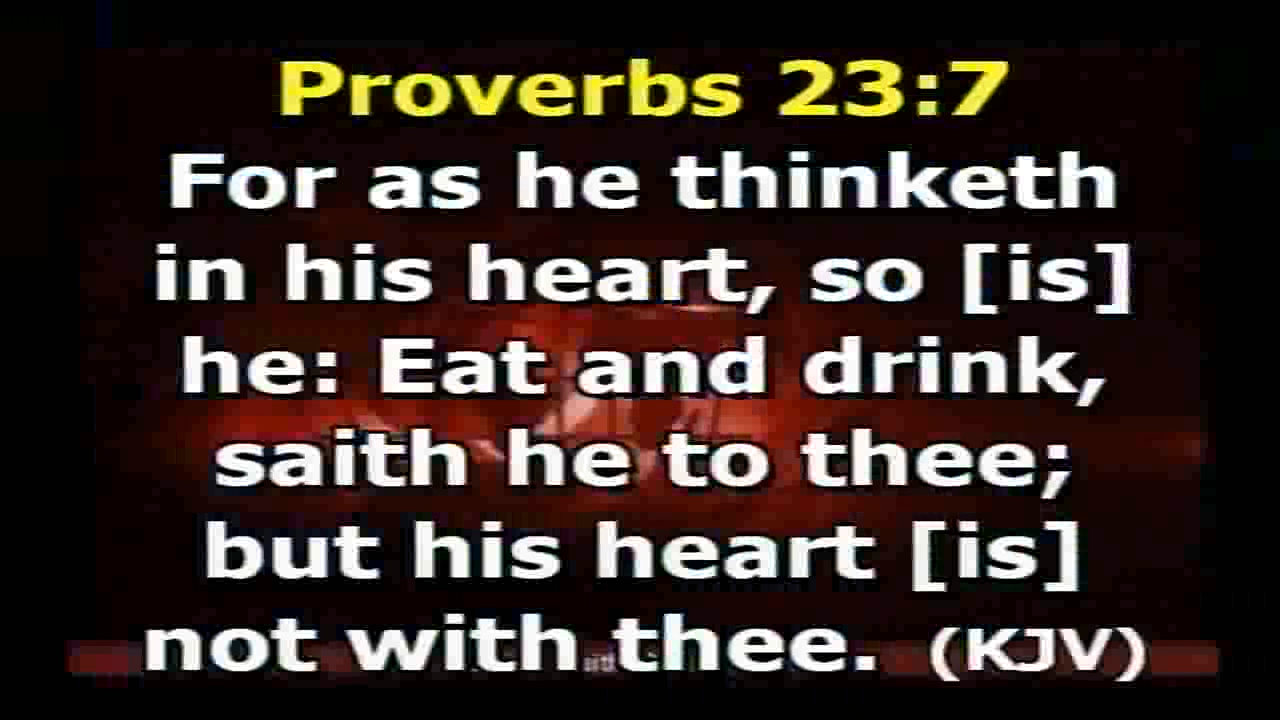 Proverbs 23:7
For as he thinketh
in his heart, so [is]
he: Eat and drink,
saith he to thee;
but his heart [is]
not with thee. (KJV)